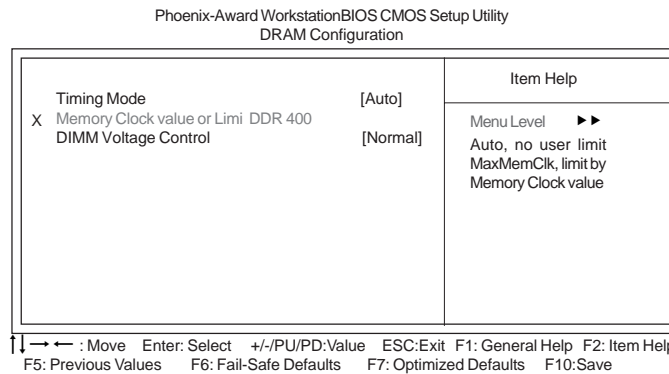 Phoenix-Award WorkstationBIOS CMOS Setup Utility
DRAM Configuration
Item Help
Timing Mode [Auto]
X Memory Clock value or Limi DDR 400
DIMM Voltage Control [Normal]
Menu Level ►►
Auto, no user limit
MaxMemClk, limit by
Memory Clock value
↑↓→← : Move Enter: Select +/-/PU/PD:Value ESC:Exit F1: General Help F2: Item Help
F5: Previous Values F6: Fail-Safe Defaults F7: Optimized Defaults F10:Save